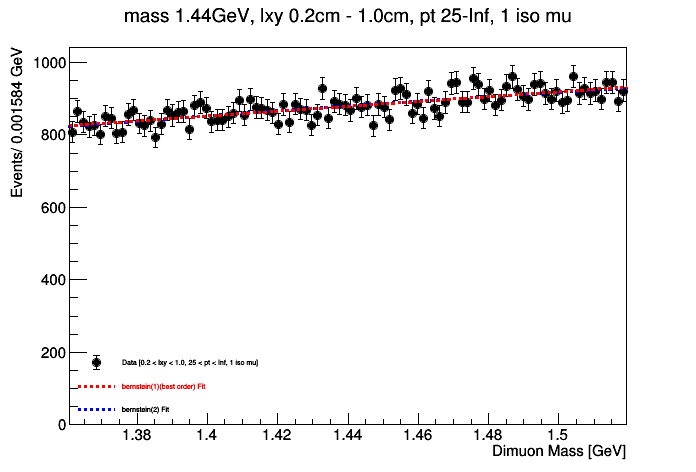 mass 1.44GeV, lxy 0.2cm - 1.0cm, pt 25-Inf, 1 iso mu
Events/ 0.001584 GeV
1000
800
600
400
200
0
Data [0.2 < lxy < 1.0, 25 < pt < Inf, 1 iso mu]
bernstein(1)(best order) Fit
bernstein(2) Fit
1.38 1.4 1.42 1.44 1.46 1.48 1.5
Dimuon Mass [GeV]